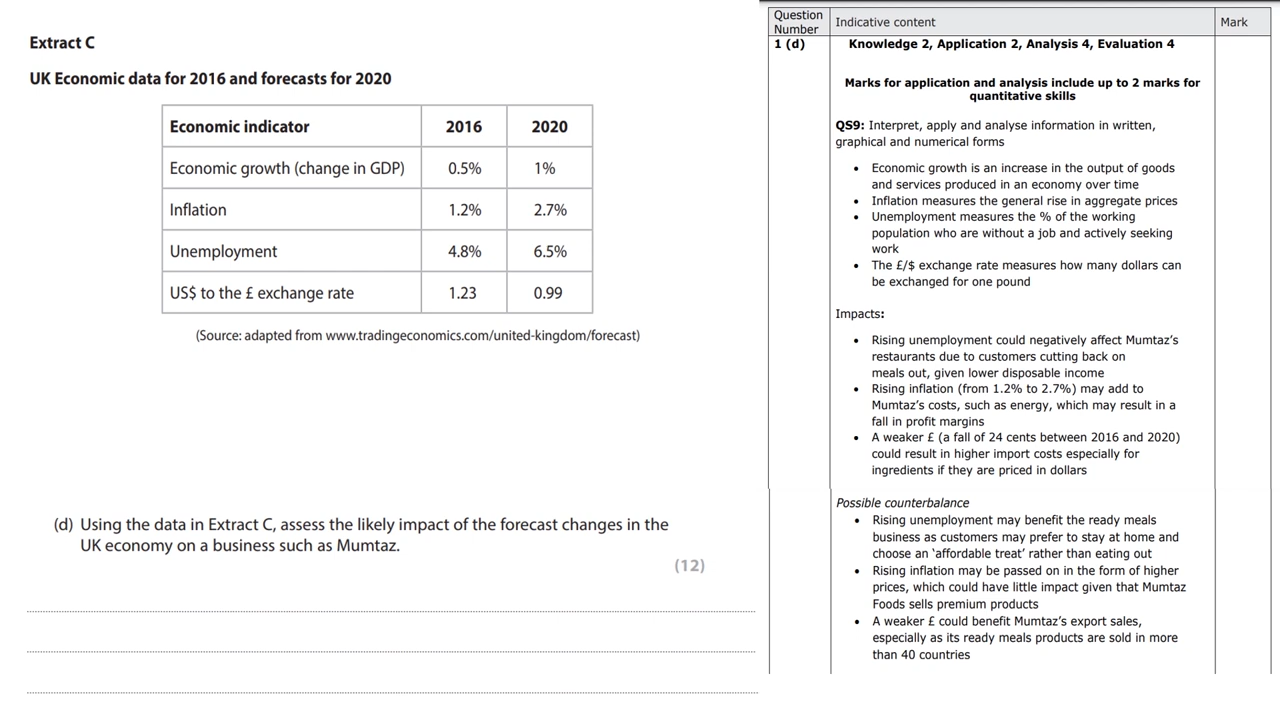 Extract C
UK Economic data for 2016 and forecasts for 2020
Economic indicator 2016 2020
Economic growth (change in GDP) 0.5% 1%
Inflation 1.2% 2.7%
Unemployment 4.8% 6.5%
US$ to the £ exchange rate 1.23 0.99
(Source: adapted from www.tradingeconomics.com/united-kingdom/forecast)
(d) Using the data in Extract C, assess the likely impact of the forecast changes in the
UK economy on a business such as Mumtaz.
(12)
Question
Number
Indicative content
Mark
1 (d)
Knowledge 2, Application 2, Analysis 4, Evaluation 4
Marks for application and analysis include up to 2 marks for
quantitative skills
QS9: Interpret, apply and analyse information in written,
graphical and numerical forms
• Economic growth is an increase in the output of goods
and services produced in an economy over time
• Inflation measures the general rise in aggregate prices
• Unemployment measures the % of the working
population who are without a job and actively seeking
work
• The £/$ exchange rate measures how many dollars can
be exchanged for one pound
Impacts:
• Rising unemployment could negatively affect Mumtaz's
restaurants due to customers cutting back on
meals out, given lower disposable income
• Rising inflation (from 1.2% to 2.7%) may add to
Mumtaz's costs, such as energy, which may result in a
fall in profit margins
• A weaker £ (a fall of 24 cents between 2016 and 2020)
could result in higher import costs especially for
ingredients if they are priced in dollars
Possible counterbalance
• Rising unemployment may benefit the ready meals
business as customers may prefer to stay at home and
choose an 'affordable treat' rather than eating out
• Rising inflation may be passed on in the form of higher
prices, which could have little impact given that Mumtaz
Foods sells premium products
• A weaker £ could benefit Mumtaz's export sales,
especially as its ready meals products are sold in more
than 40 countries